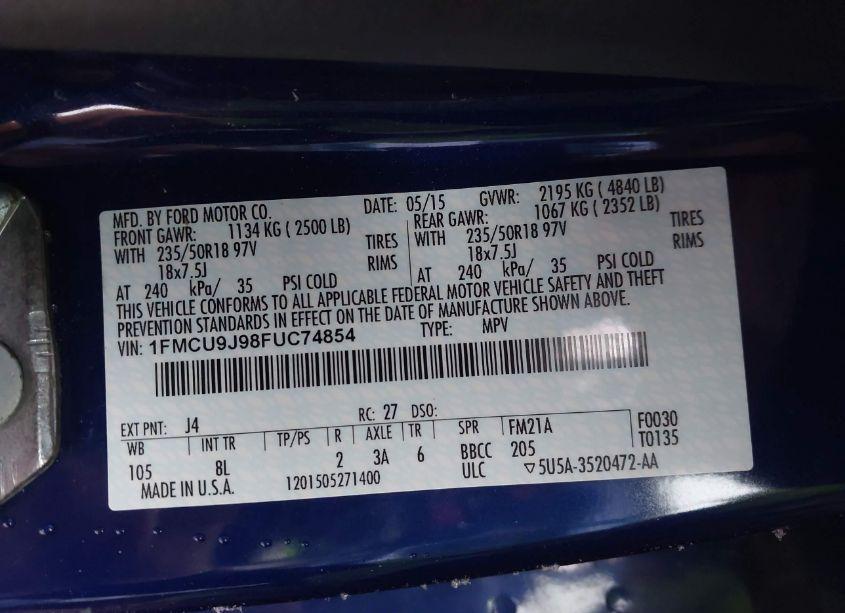 MFD. BY FORD MOTOR CO. DATE: 05/15 GVWR: 2195 KG ( 4840 LB)
FRONT GAWR: 1134 KG ( 2500 LB) REAR GAWR: 1067 KG ( 2352 LB)
WITH 235/50R18 97V TIRES WITH 235/50R18 97V TIRES
18x7.5J RIMS 18x7.5J RIMS
AT 240 kPa/ 35 PSI COLD AT 240 kPa/ 35 PSI COLD
THIS VEHICLE CONFORMS TO ALL APPLICABLE FEDERAL MOTOR VEHICLE SAFETY AND THEFT
PREVENTION STANDARDS IN EFFECT ON THE DATE OF MANUFACTURE SHOWN ABOVE.
VIN: 1FMCU9J98FUC74854 TYPE: MPV
EXT PNT: J4 RC: 27 DSO:
WB INT TR TP/PS R AXLE TR SPR FM21A F0030
105 8L 2 3A 6 BBCC 205 T0135
MADE IN U.S.A. 1201505271400 ULC ▽5U5A-3520472-AA